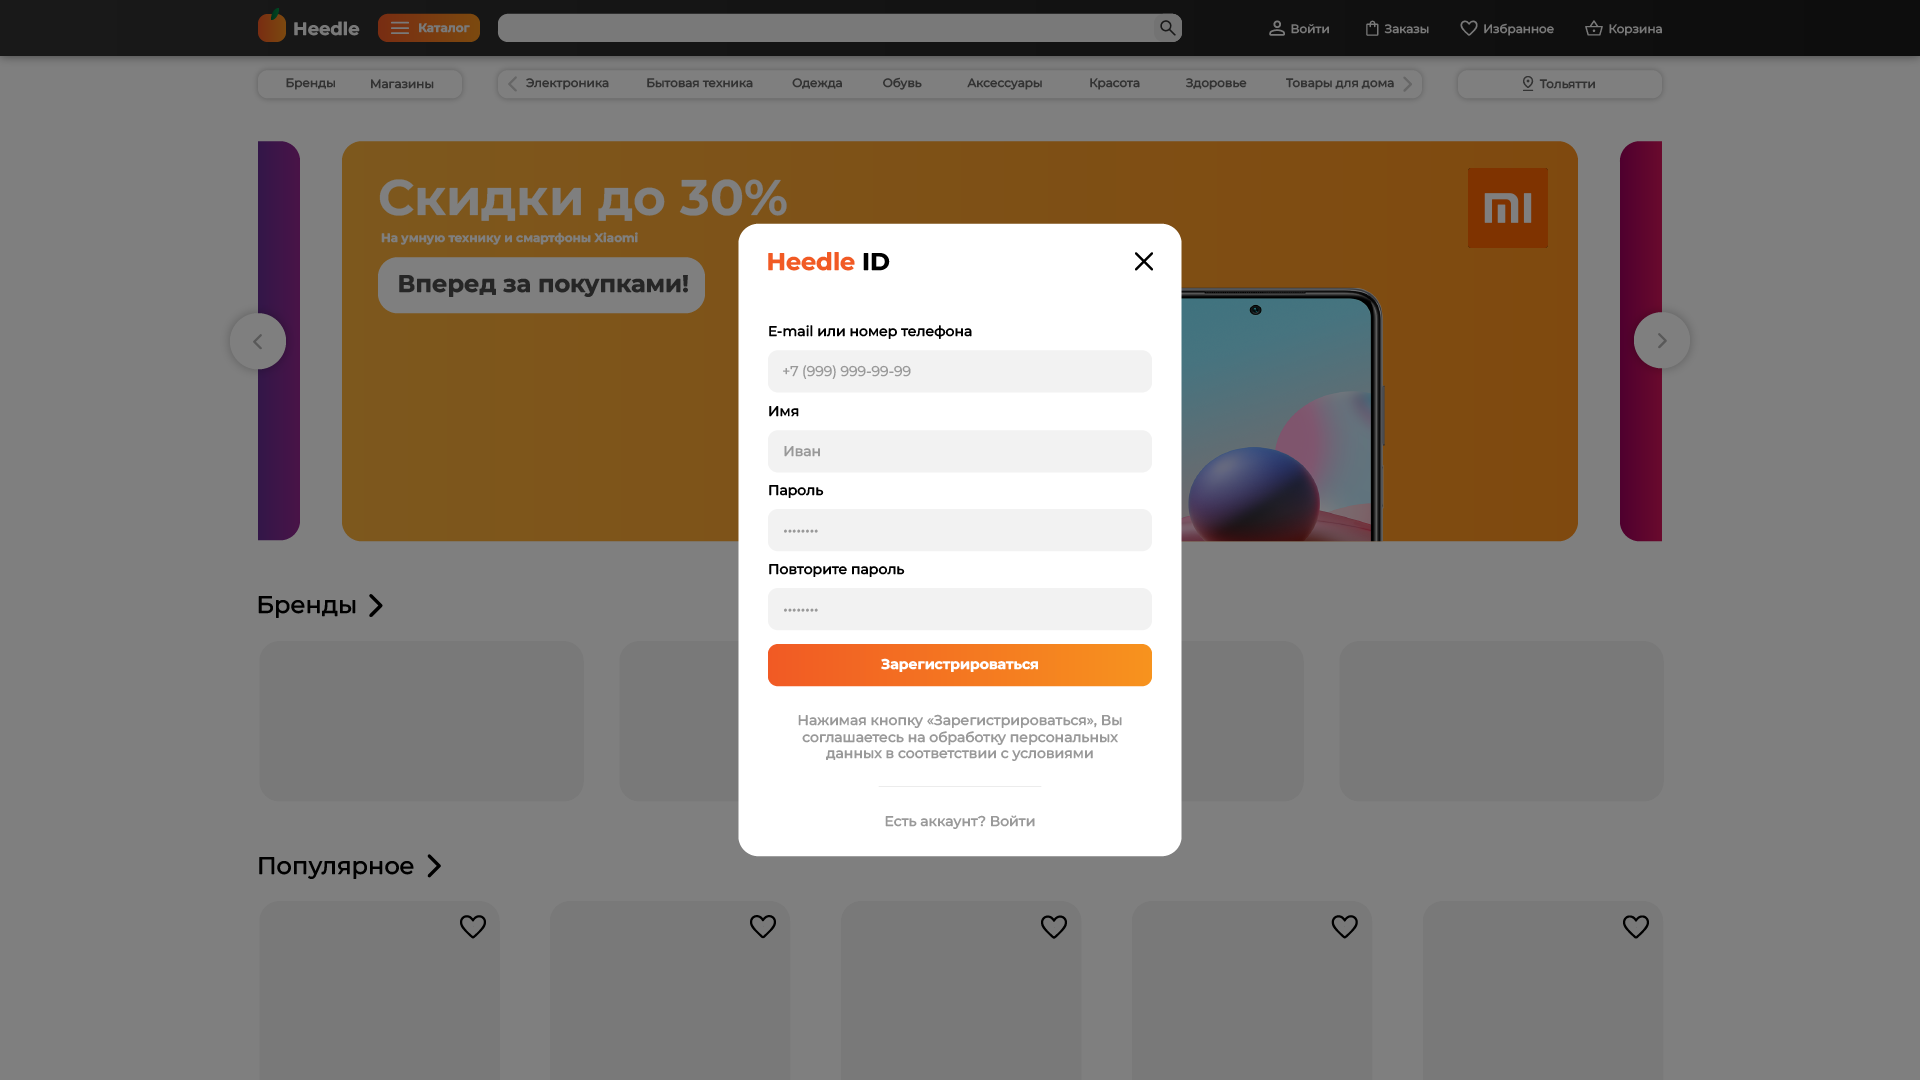 Heedle
Каталог
Войти
Заказы
Избранное
Корзина
Бренды
Магазины
Электроника
Бытовая техника
Одежда
Обувь
Аксессуары
Красота
Здоровье
Товары для дома
Тольятти
Скидки до 30%
На умную технику и смартфоны Xiaomi
Вперед за покупками!
mi
Heedle ID
E-mail или номер телефона
+7 (999) 999-99-99
Имя
Иван
Пароль
••••••••
Повторите пароль
••••••••
Зарегистрироваться
Нажимая кнопку «Зарегистрироваться», Вы
соглашаетесь на обработку персональных
данных в соответствии с условиями
Есть аккаунт? Войти
Бренды
Популярное